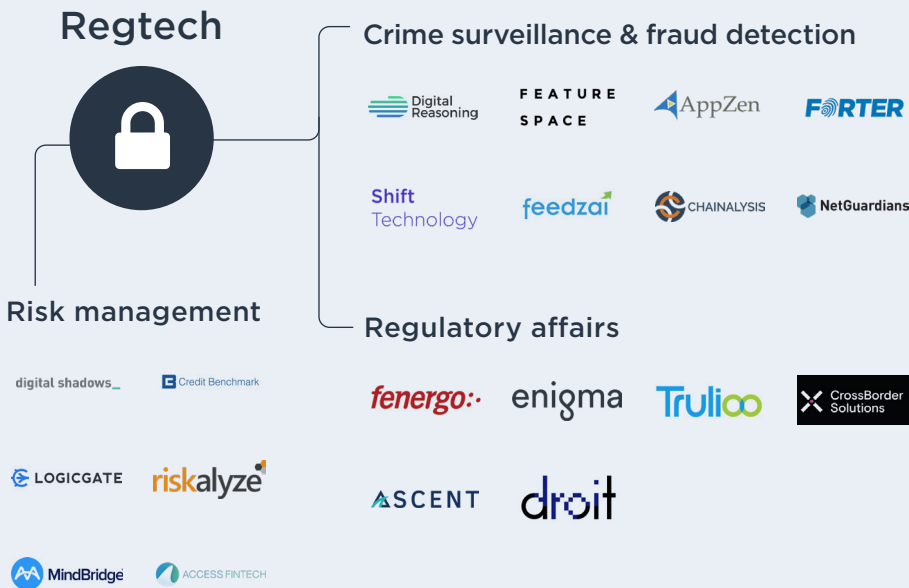 Regtech
Crime surveillance & fraud detection
Digital
Reasoning
FEATURE
SPACE
AppZen
FORTER
Shift
Technology
feedzai
CHAINALYSIS
NetGuardians
Risk management
digital shadows_
Credit Benchmark
LOGICGATE
riskalyze
MindBridge
ACCESS FINTECH
Regulatory affairs
fenergo:·
enigma
Trulioo
CrossBorder
Solutions
ASCENT
droit